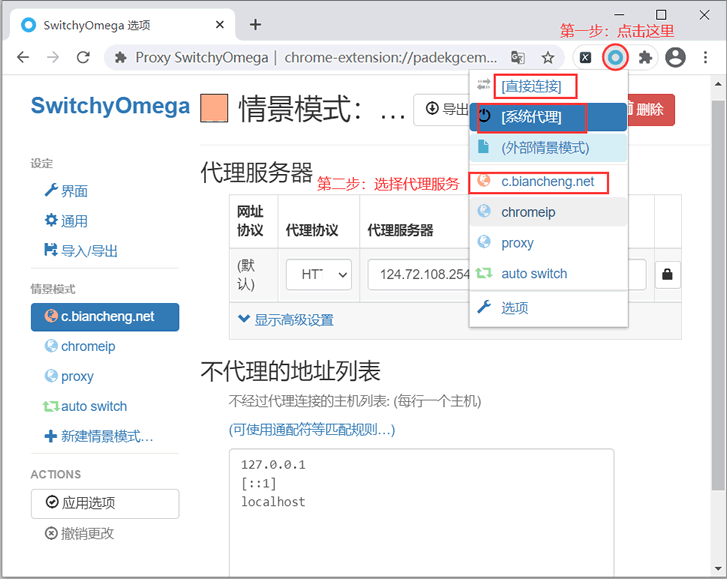 SwitchyOmega 选项
第一步：点击这里
Proxy SwitchyOmega | chrome-extension://padekgcem...
SwitchyOmega
情景模式： ...
导出
删除
[直接连接]
[系统代理]
(外部情景模式)
c.biancheng.net
chromeip
proxy
auto switch
选项
设定
界面
通用
导入/导出
情景模式
c.biancheng.net
chromeip
proxy
auto switch
新建情景模式...
ACTIONS
应用选项
撤销更改
代理服务器
第二步：选择代理服务
网址协议 代理协议 代理服务器
(默认) 124.72.108.254
显示高级设置
不代理的地址列表
不经过代理连接的主机列表: (每行一个主机)
(可使用通配符等匹配规则...)
127.0.0.1
[::1]
localhost